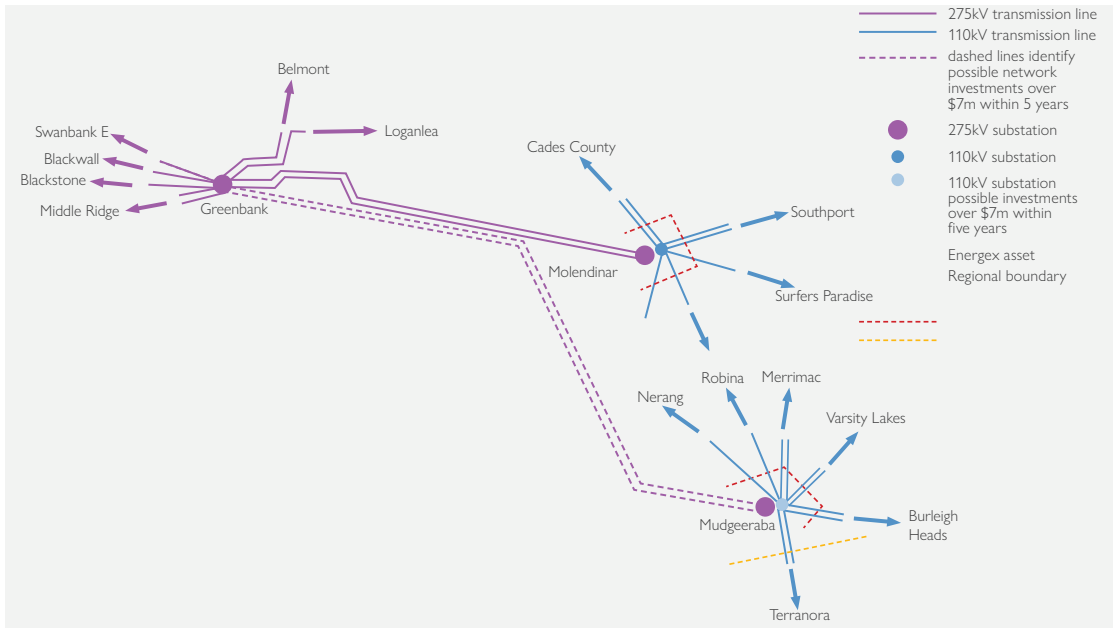 275kV transmission line
110kV transmission line
dashed lines identify
possible network
investments over
$7m within 5 years
275kV substation
110kV substation
110kV substation
possible investments
over $7m within
five years
Energex asset
Regional boundary
Belmont
Loganlea
Swanbank E
Blackwall
Blackstone
Middle Ridge
Greenbank
Cades County
Southport
Molendinar
Surfers Paradise
Robina
Merrimac
Nerang
Varsity Lakes
Mudgeeraba
Burleigh
Heads
Terranora